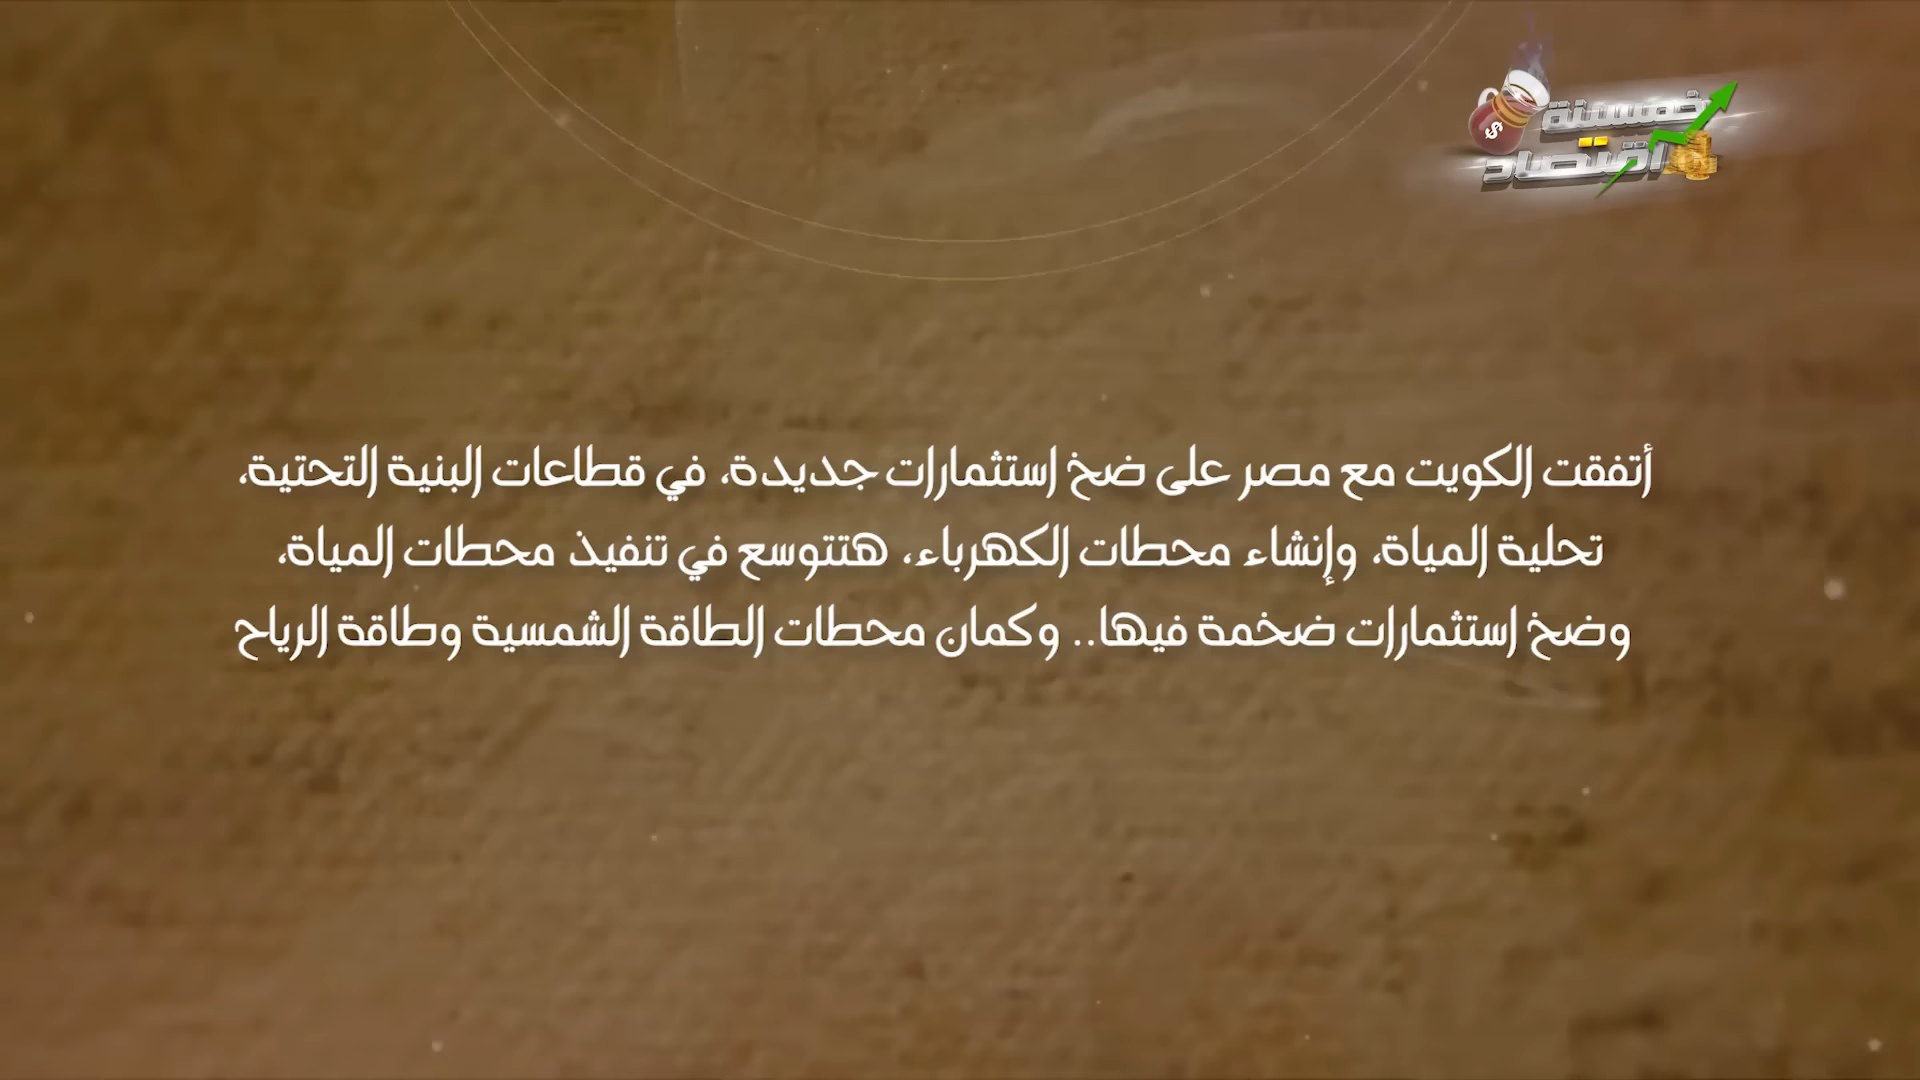 خمسينة
اقتصاد
أتفقت الكويت مع مصر على ضخ استثمارات جديدة، في قطاعات البنية التحتية،
تحلية المياة، وإنشاء محطات الكهرباء، هتتوسع في تنفيذ محطات المياة،
وضخ استثمارات ضخمة فيها.. وكمان محطات الطاقة الشمسية وطاقة الرياح